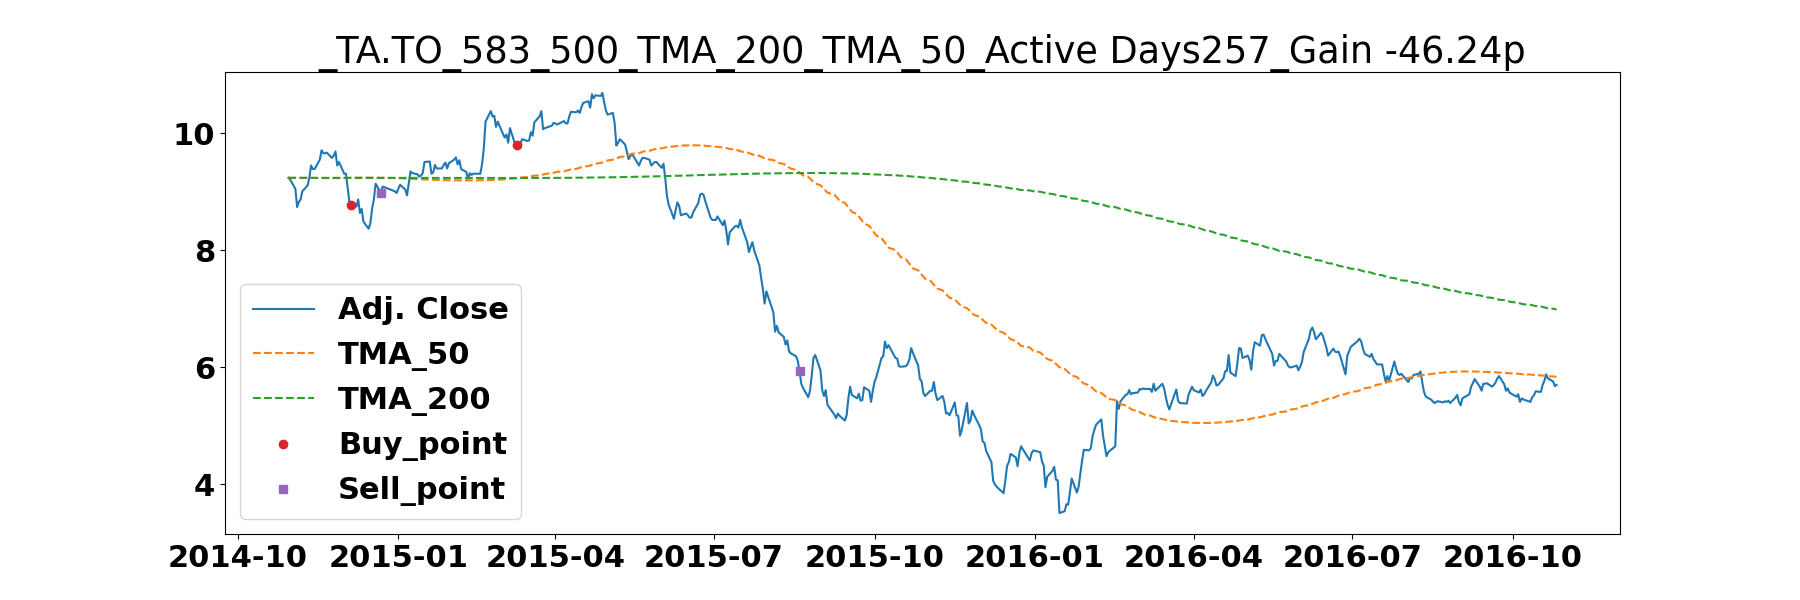 _TA.TO_583_500_TMA_200_TMA_50_Active Days257_Gain -46.24p
10
8
6
4
Adj. Close
TMA_50
TMA_200
Buy_point
Sell_point
2014-10 2015-01 2015-04 2015-07 2015-10 2016-01 2016-04 2016-07 2016-10